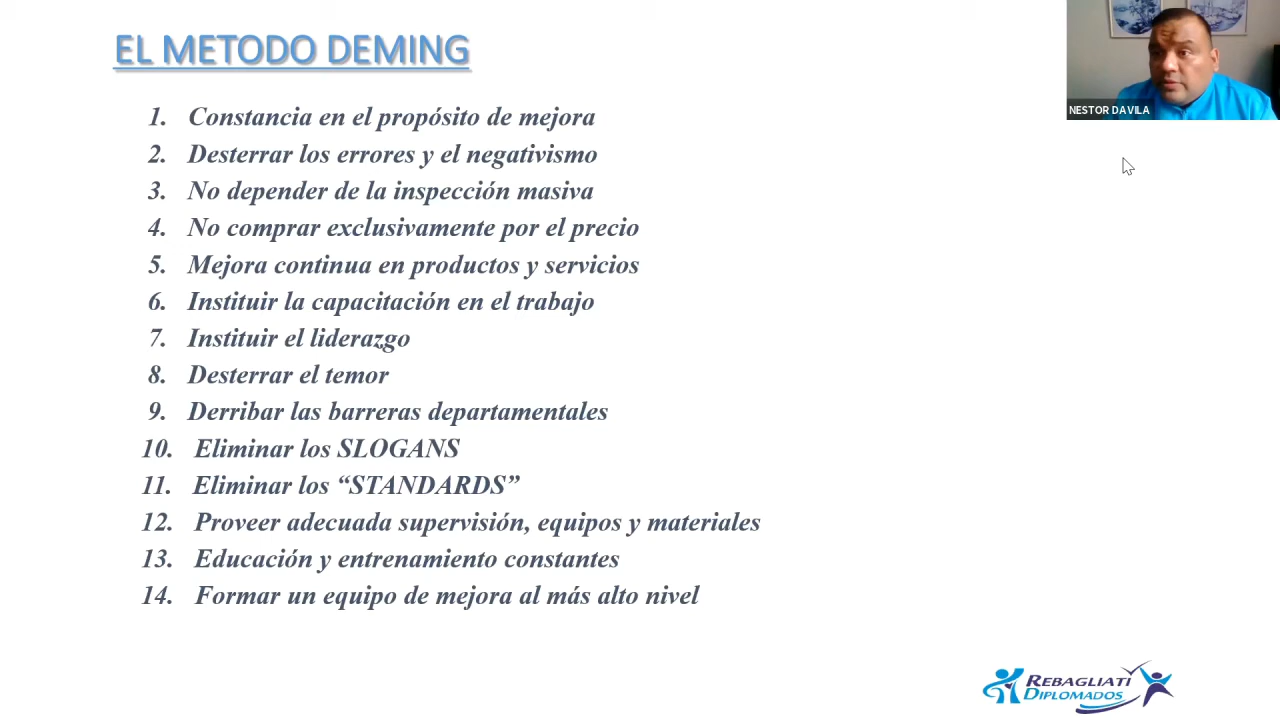 EL METODO DEMING
NESTOR DAVILA
1. Constancia en el propósito de mejora
2. Desterrar los errores y el negativismo
3. No depender de la inspección masiva
4. No comprar exclusivamente por el precio
5. Mejora continua en productos y servicios
6. Instituir la capacitación en el trabajo
7. Instituir el liderazgo
8. Desterrar el temor
9. Derribar las barreras departamentales
10. Eliminar los SLOGANS
11. Eliminar los “STANDARDS”
12. Proveer adecuada supervisión, equipos y materiales
13. Educación y entrenamiento constantes
14. Formar un equipo de mejora al más alto nivel
REBAGLIATI
DIPLOMADOS